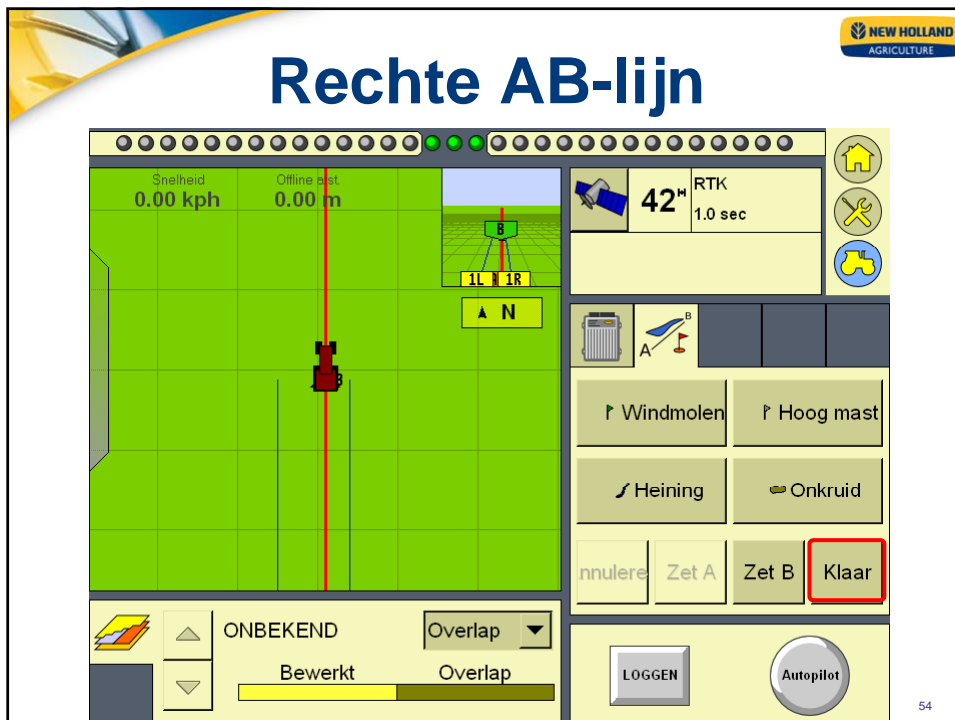 NEW HOLLAND
AGRICULTURE
Rechte AB-lijn
Snelheid
0.00 kph
Offline afst.
0.00 m
B
1L
1R
N
42"
RTK
1.0 sec
A
B
Windmolen
Hoog mast
Heining
Onkruid
nnulere
Zet A
Zet B
Klaar
ONBEKEND
Overlap
Bewerkt
Overlap
LOGGEN
Autopilot
54